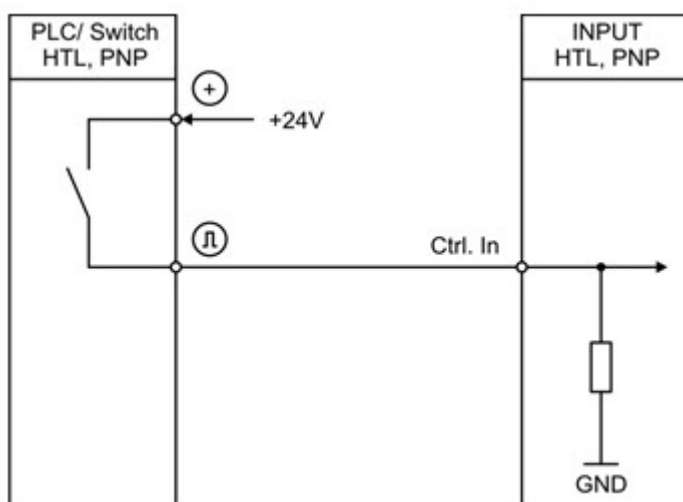 PLC/ Switch
HTL, PNP
INPUT
HTL, PNP
+
+24V
Ctrl. In
GND